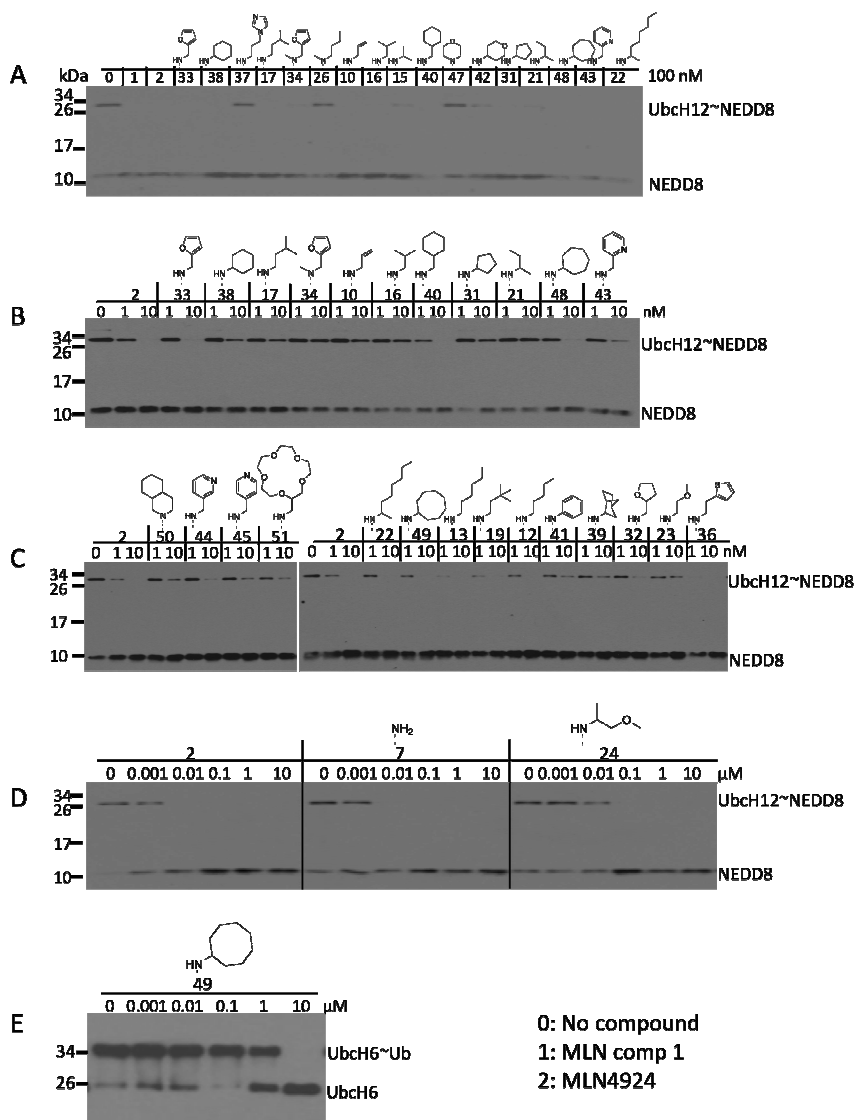 A
kDa 0 1 2 33 38 37 17 34 26 10 16 15 40 47 42 31 21 48 43 22 100 nM
34
26
17
10
UbcH12~NEDD8
NEDD8
2 33 38 17 34 10 16 40 31 21 48 43
B
0 1 10 1 10 1 10 1 10 1 10 1 10 1 10 1 10 1 10 1 10 1 10 1 10 nM
34
26
17
10
UbcH12~NEDD8
NEDD8
2 50 44 45 51 2 22 49 13 19 12 41 39 32 23 36
C
0 1 10 1 10 1 10 1 10 1 10 0 1 10 1 10 1 10 1 10 1 10 1 10 1 10 1 10 1 10 1 10 1 10 nM
34
26
17
10
UbcH12~NEDD8
NEDD8
NH2
HN O
2 7 24
0 0.001 0.01 0.1 1 10 0 0.001 0.01 0.1 1 10 0 0.001 0.01 0.1 1 10 µM
D
34
26
17
10
UbcH12~NEDD8
NEDD8
HN
49
0 0.001 0.01 0.1 1 10 µM
E
34
26
UbcH6~Ub
UbcH6
0: No compound
1: MLN comp 1
2: MLN4924